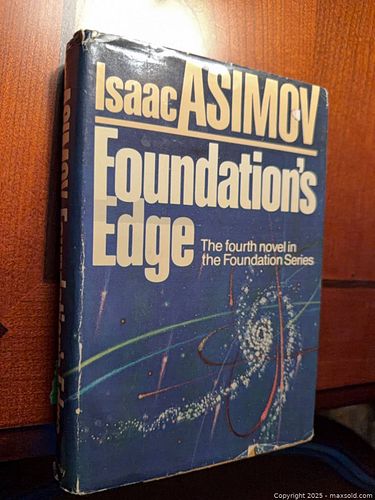 Isaac ASIMOV
Foundation's
Edge
The fourth novel in
the Foundation Series
Copyright 2025 - maxsold.com